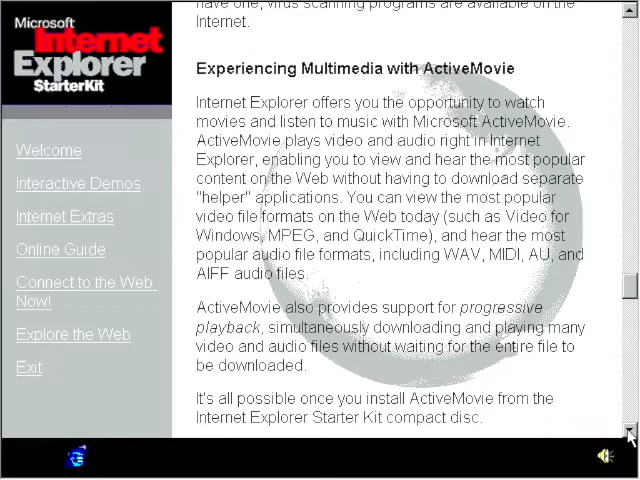 Microsoft
Internet
Explorer
StarterKit
Welcome
Interactive Demos
Internet Extras
Online Guide
Connect to the Web
Now!
Explore the Web
Exit
have one, virus scanning programs are available on the
Internet.
Experiencing Multimedia with ActiveMovie
Internet Explorer offers you the opportunity to watch
movies and listen to music with Microsoft ActiveMovie.
ActiveMovie plays video and audio right in Internet
Explorer, enabling you to view and hear the most popular
content on the Web without having to download separate
"helper" applications. You can view the most popular
video file formats on the Web today (such as Video for
Windows, MPEG, and QuickTime), and hear the most
popular audio file formats, including WAV, MIDI, AU, and
AIFF audio files.
ActiveMovie also provides support for progressive
playback, simultaneously downloading and playing many
video and audio files without waiting for the entire file to
be downloaded.
It's all possible once you install ActiveMovie from the
Internet Explorer Starter Kit compact disc.